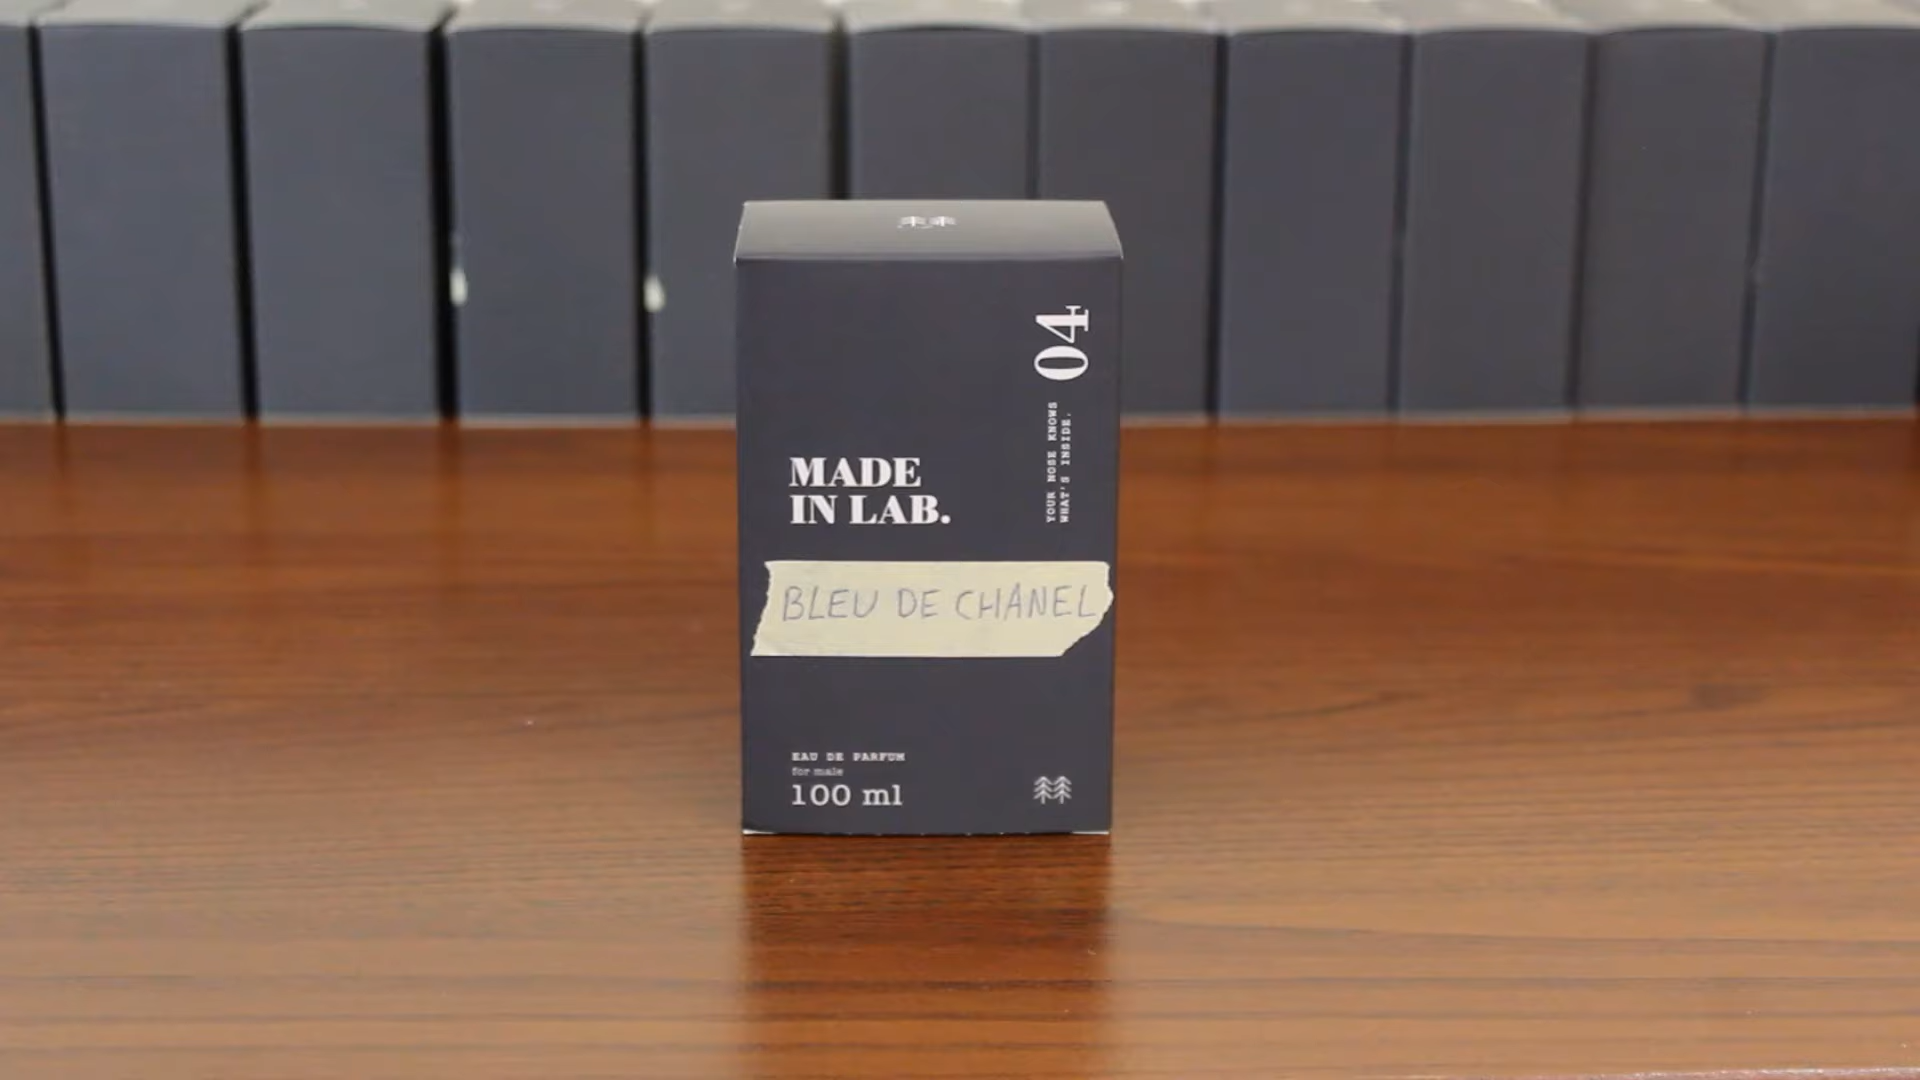 04
YOUR NOSE KNOWS
WHAT'S INSIDE.
MADE
IN LAB.
BLEU DE CHANEL
EAU DE PARFUM
for male
100 ml